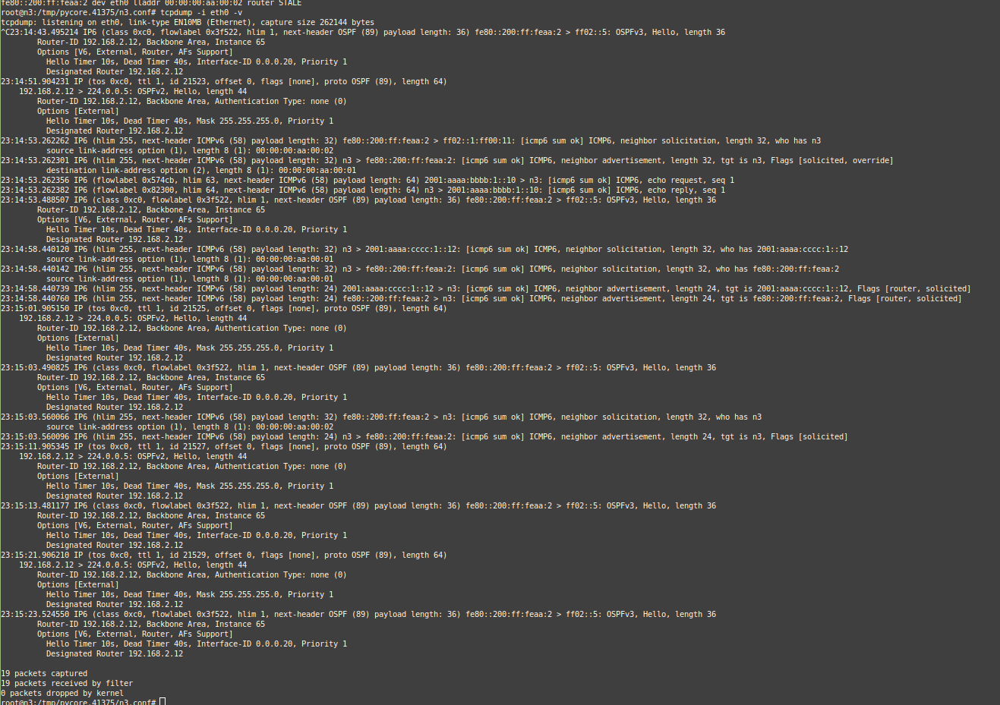 fe80::200:ff:feaa:2 dev eth0 lladdr 00:00:00:aa:00:02 router STALE
root@n3:/tmp/pycore.41375/n3.conf# tcpdump -i eth0 -v
tcpdump: listening on eth0, link-type EN10MB (Ethernet), capture size 262144 bytes
^C23:14:43.495214 IP6 (class 0xc0, flowlabel 0x3f522, hlim 1, next-header OSPF (89) payload length: 36) fe80::200:ff:feaa:2 > ff02::5: OSPFv3, Hello, length 36
        Router-ID 192.168.2.12, Backbone Area, Instance 65
        Options [V6, External, Router, AFs Support]
          Hello Timer 10s, Dead Timer 40s, Interface-ID 0.0.0.20, Priority 1
          Designated Router 192.168.2.12
23:14:51.904231 IP (tos 0xc0, ttl 1, id 21523, offset 0, flags [none], proto OSPF (89), length 64)
    192.168.2.12 > 224.0.0.5: OSPFv2, Hello, length 44
        Router-ID 192.168.2.12, Backbone Area, Authentication Type: none (0)
        Options [External]
          Hello Timer 10s, Dead Timer 40s, Mask 255.255.255.0, Priority 1
          Designated Router 192.168.2.12
23:14:53.262262 IP6 (hlim 255, next-header ICMPv6 (58) payload length: 32) fe80::200:ff:feaa:2 > ff02::1:ff00:11: [icmp6 sum ok] ICMP6, neighbor solicitation, length 32, who has n3
          source link-address option (1), length 8 (1): 00:00:00:aa:00:02
23:14:53.262301 IP6 (hlim 255, next-header ICMPv6 (58) payload length: 32) n3 > fe80::200:ff:feaa:2: [icmp6 sum ok] ICMP6, neighbor advertisement, length 32, tgt is n3, Flags [solicited, override]
          destination link-address option (2), length 8 (1): 00:00:00:aa:00:01
23:14:53.262356 IP6 (flowlabel 0x574cb, hlim 63, next-header ICMPv6 (58) payload length: 64) 2001:aaaa:bbbb:1::10 > n3: [icmp6 sum ok] ICMP6, echo request, seq 1
23:14:53.262382 IP6 (flowlabel 0x82300, hlim 64, next-header ICMPv6 (58) payload length: 64) n3 > 2001:aaaa:bbbb:1::10: [icmp6 sum ok] ICMP6, echo reply, seq 1
23:14:53.488507 IP6 (class 0xc0, flowlabel 0x3f522, hlim 1, next-header OSPF (89) payload length: 36) fe80::200:ff:feaa:2 > ff02::5: OSPFv3, Hello, length 36
        Router-ID 192.168.2.12, Backbone Area, Instance 65
        Options [V6, External, Router, AFs Support]
          Hello Timer 10s, Dead Timer 40s, Interface-ID 0.0.0.20, Priority 1
          Designated Router 192.168.2.12
23:14:58.440120 IP6 (hlim 255, next-header ICMPv6 (58) payload length: 32) n3 > 2001:aaaa:cccc:1::12: [icmp6 sum ok] ICMP6, neighbor solicitation, length 32, who has 2001:aaaa:cccc:1::12
          source link-address option (1), length 8 (1): 00:00:00:aa:00:01
23:14:58.440142 IP6 (hlim 255, next-header ICMPv6 (58) payload length: 32) n3 > fe80::200:ff:feaa:2: [icmp6 sum ok] ICMP6, neighbor solicitation, length 32, who has fe80::200:ff:feaa:2
          source link-address option (1), length 8 (1): 00:00:00:aa:00:01
23:14:58.440739 IP6 (hlim 255, next-header ICMPv6 (58) payload length: 24) 2001:aaaa:cccc:1::12 > n3: [icmp6 sum ok] ICMP6, neighbor advertisement, length 24, tgt is 2001:aaaa:cccc:1::12, Flags [router, solicited]
23:14:58.440760 IP6 (hlim 255, next-header ICMPv6 (58) payload length: 24) fe80::200:ff:feaa:2 > n3: [icmp6 sum ok] ICMP6, neighbor advertisement, length 24, tgt is fe80::200:ff:feaa:2, Flags [router, solicited]
23:15:01.905150 IP (tos 0xc0, ttl 1, id 21525, offset 0, flags [none], proto OSPF (89), length 64)
    192.168.2.12 > 224.0.0.5: OSPFv2, Hello, length 44
        Router-ID 192.168.2.12, Backbone Area, Authentication Type: none (0)
        Options [External]
          Hello Timer 10s, Dead Timer 40s, Mask 255.255.255.0, Priority 1
          Designated Router 192.168.2.12
23:15:03.490825 IP6 (class 0xc0, flowlabel 0x3f522, hlim 1, next-header OSPF (89) payload length: 36) fe80::200:ff:feaa:2 > ff02::5: OSPFv3, Hello, length 36
        Router-ID 192.168.2.12, Backbone Area, Instance 65
        Options [V6, External, Router, AFs Support]
          Hello Timer 10s, Dead Timer 40s, Interface-ID 0.0.0.20, Priority 1
          Designated Router 192.168.2.12
23:15:03.560066 IP6 (hlim 255, next-header ICMPv6 (58) payload length: 32) fe80::200:ff:feaa:2 > n3: [icmp6 sum ok] ICMP6, neighbor solicitation, length 32, who has n3
          source link-address option (1), length 8 (1): 00:00:00:aa:00:02
23:15:03.560096 IP6 (hlim 255, next-header ICMPv6 (58) payload length: 24) n3 > fe80::200:ff:feaa:2: [icmp6 sum ok] ICMP6, neighbor advertisement, length 24, tgt is n3, Flags [solicited]
23:15:11.905345 IP (tos 0xc0, ttl 1, id 21527, offset 0, flags [none], proto OSPF (89), length 64)
    192.168.2.12 > 224.0.0.5: OSPFv2, Hello, length 44
        Router-ID 192.168.2.12, Backbone Area, Authentication Type: none (0)
        Options [External]
          Hello Timer 10s, Dead Timer 40s, Mask 255.255.255.0, Priority 1
          Designated Router 192.168.2.12
23:15:13.481177 IP6 (class 0xc0, flowlabel 0x3f522, hlim 1, next-header OSPF (89) payload length: 36) fe80::200:ff:feaa:2 > ff02::5: OSPFv3, Hello, length 36
        Router-ID 192.168.2.12, Backbone Area, Instance 65
        Options [V6, External, Router, AFs Support]
          Hello Timer 10s, Dead Timer 40s, Interface-ID 0.0.0.20, Priority 1
          Designated Router 192.168.2.12
23:15:21.906210 IP (tos 0xc0, ttl 1, id 21529, offset 0, flags [none], proto OSPF (89), length 64)
    192.168.2.12 > 224.0.0.5: OSPFv2, Hello, length 44
        Router-ID 192.168.2.12, Backbone Area, Authentication Type: none (0)
        Options [External]
          Hello Timer 10s, Dead Timer 40s, Mask 255.255.255.0, Priority 1
          Designated Router 192.168.2.12
23:15:23.524550 IP6 (class 0xc0, flowlabel 0x3f522, hlim 1, next-header OSPF (89) payload length: 36) fe80::200:ff:feaa:2 > ff02::5: OSPFv3, Hello, length 36
        Router-ID 192.168.2.12, Backbone Area, Instance 65
        Options [V6, External, Router, AFs Support]
          Hello Timer 10s, Dead Timer 40s, Interface-ID 0.0.0.20, Priority 1
          Designated Router 192.168.2.12

19 packets captured
19 packets received by filter
0 packets dropped by kernel
root@n3:/tmp/pycore.41375/n3.conf#